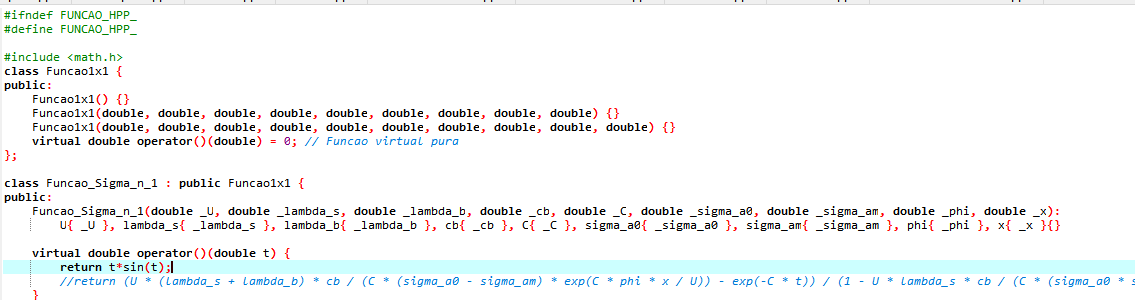 #ifndef FUNCAO_HPP_
#define FUNCAO_HPP_
#include <math.h>
class Funcao1x1 {
public:
Funcao1x1() {}
Funcao1x1(double, double, double, double, double, double, double, double, double) {}
Funcao1x1(double, double, double, double, double, double, double, double, double, double) {}
virtual double operator()(double) = 0; // Funcao virtual pura
};
class Funcao_Sigma_n_1 : public Funcao1x1 {
public:
Funcao_Sigma_n_1(double _U, double _lambda_s, double _lambda_b, double _cb, double _C, double _sigma_a0, double _sigma_am, double _phi, double _x):
U{ _U }, lambda_s{ _lambda_s }, lambda_b{ _lambda_b }, cb{ _cb }, C{ _C }, sigma_a0{ _sigma_a0 }, sigma_am{ _sigma_am }, phi{ _phi }, x{ _x }{}
virtual double operator()(double t) {
return t*sin(t);
//return (U * (lambda_s + lambda_b) * cb / (C * (sigma_a0 - sigma_am) * exp(C * phi * x / U)) - exp(-C * t)) / (1 - U * lambda_s * cb / (C * (sigma_a0 * s
}